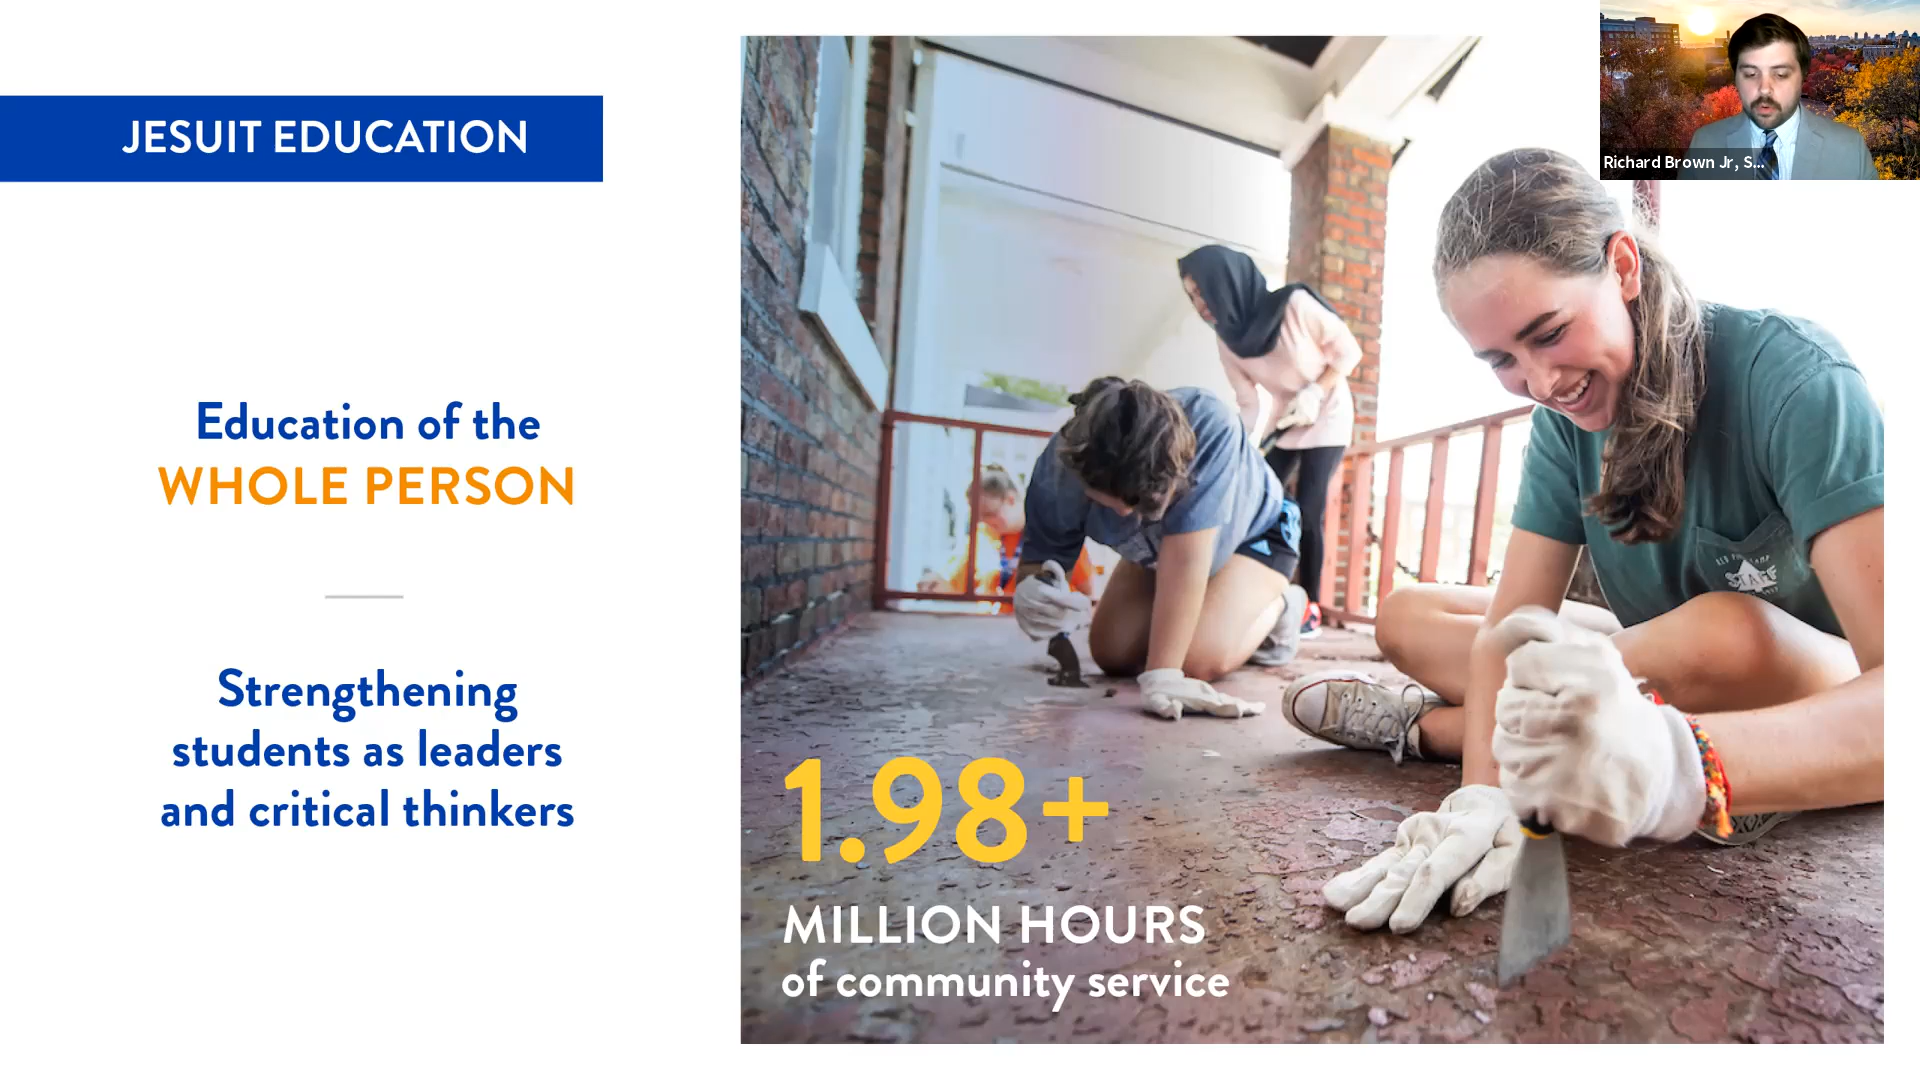 JESUIT EDUCATION
Richard Brown Jr, S...
Education of the
WHOLE PERSON
Strengthening
students as leaders
and critical thinkers
STAFF
1.98+
MILLION HOURS
of community service